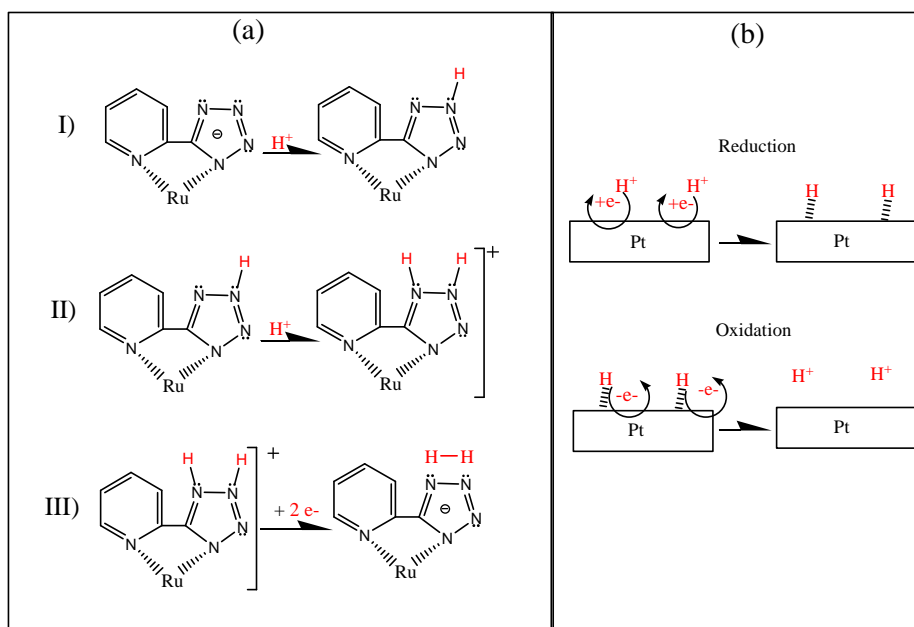 (a)
I)
N
N
N
N
N
⊖
Ru
H+
H
N
N
N
N
N
Ru
II)
H
N
N
N
N
N
Ru
H+
H
H
N
N
N
N
N
Ru
+
III)
H
H
N
N
N
N
N
Ru
+
+ 2 e-
H-H
N
N
N
N
N
⊖
Ru
(b)
Reduction
H+ H+
+e- +e-
Pt
H H
Pt
Oxidation
H H
-e- -e-
Pt
H+ H+
Pt